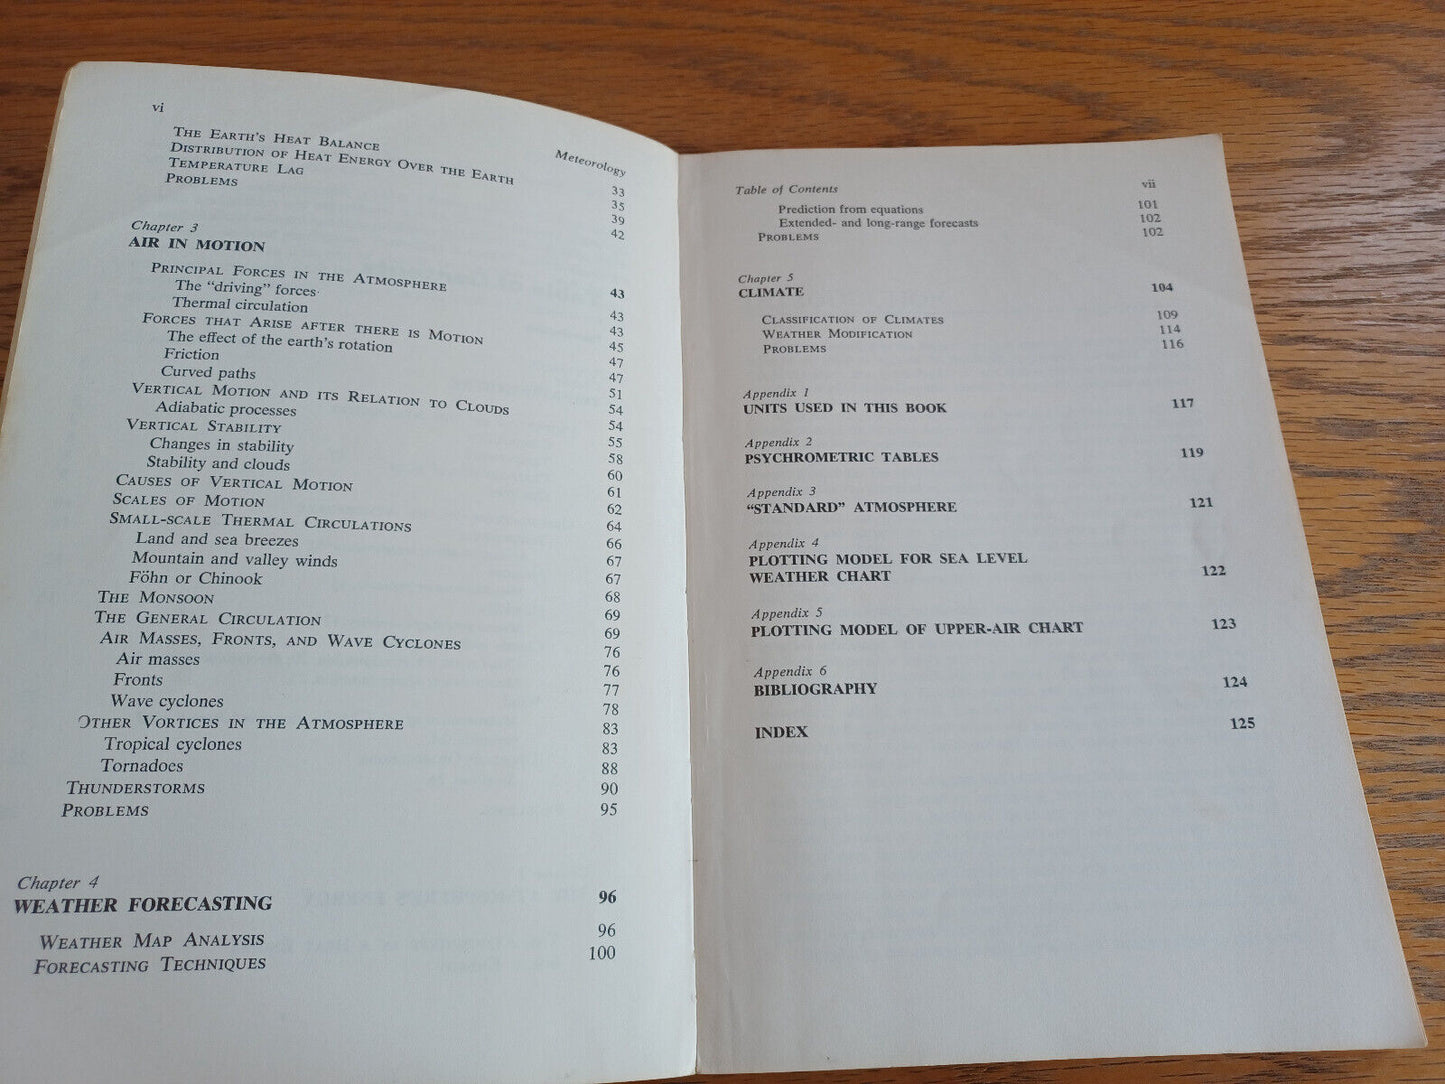 vi
Meteorology
THE EARTH'S HEAT BALANCE 33
DISTRIBUTION OF HEAT ENERGY OVER THE EARTH 35
TEMPERATURE LAG 39
PROBLEMS 42
Chapter 3
AIR IN MOTION 43
PRINCIPAL FORCES IN THE ATMOSPHERE 43
The "driving" forces 43
Thermal circulation 45
FORCES THAT ARISE AFTER THERE IS MOTION 47
The effect of the earth's rotation 47
Friction 51
Curved paths 54
VERTICAL MOTION AND ITS RELATION TO CLOUDS 54
Adiabatic processes 55
VERTICAL STABILITY 58
Changes in stability 60
Stability and clouds 61
CAUSES OF VERTICAL MOTION 62
SCALES OF MOTION 64
SMALL-SCALE THERMAL CIRCULATIONS 66
Land and sea breezes 67
Mountain and valley winds 67
Föhn or Chinook 68
THE MONSOON 69
THE GENERAL CIRCULATION 69
AIR MASSES, FRONTS, AND WAVE CYCLONES 76
Air masses 76
Fronts 77
Wave cyclones 78
OTHER VORTICES IN THE ATMOSPHERE 83
Tropical cyclones 83
Tornadoes 88
THUNDERSTORMS 90
PROBLEMS 95
Chapter 4
WEATHER FORECASTING 96
WEATHER MAP ANALYSIS 96
FORECASTING TECHNIQUES 100
Table of Contents vii
Prediction from equations 101
Extended- and long-range forecasts 102
PROBLEMS 102
Chapter 5
CLIMATE 104
CLASSIFICATION OF CLIMATES 109
WEATHER MODIFICATION 114
PROBLEMS 116
Appendix 1
UNITS USED IN THIS BOOK 117
Appendix 2
PSYCHROMETRIC TABLES 119
Appendix 3
"STANDARD" ATMOSPHERE 121
Appendix 4
PLOTTING MODEL FOR SEA LEVEL
WEATHER CHART 122
Appendix 5
PLOTTING MODEL OF UPPER-AIR CHART 123
Appendix 6
BIBLIOGRAPHY 124
INDEX 125